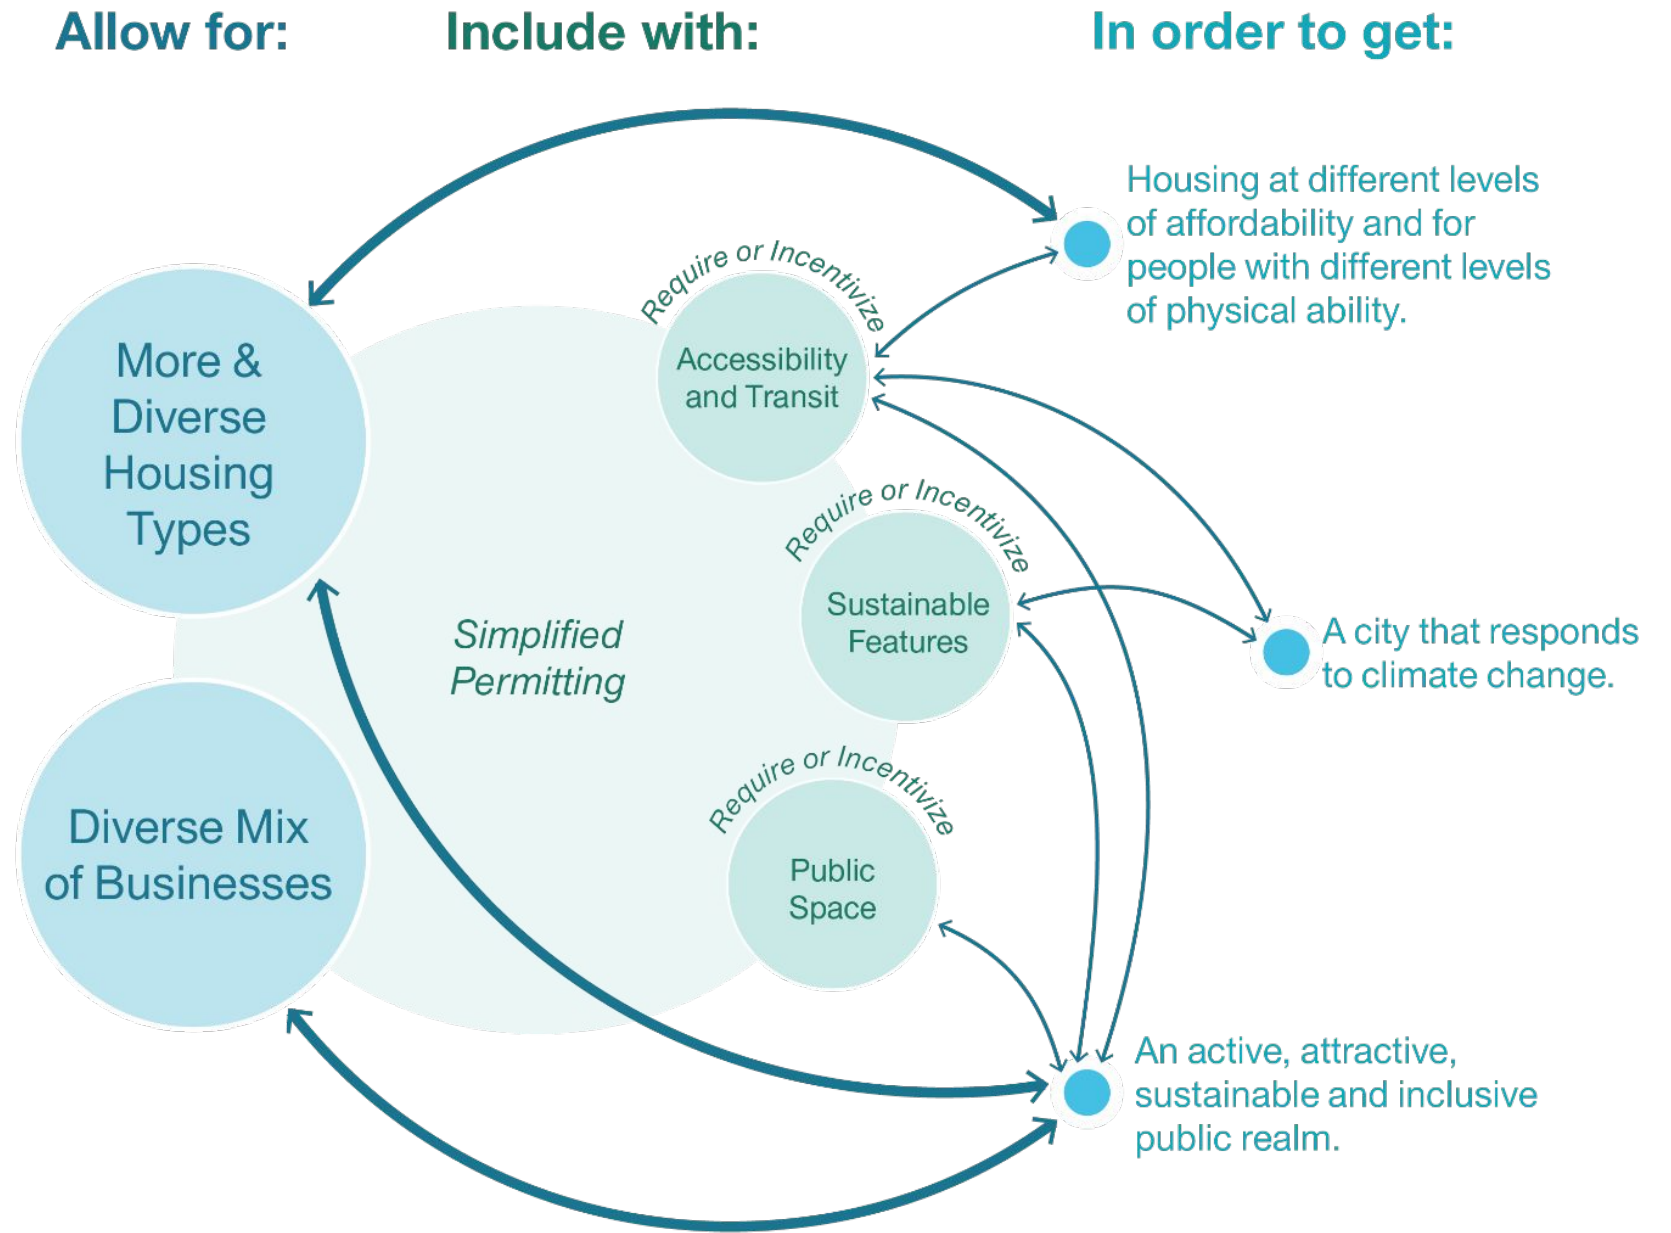 Allow for:
Include with:
In order to get:
Housing at different levels
of affordability and for
people with different levels
of physical ability.
Require or Incentivize
Accessibility
and Transit
More &
Diverse
Housing
Types
Require or Incentivize
Sustainable
Features
Simplified
Permitting
A city that responds
to climate change.
Require or Incentivize
Diverse Mix
of Businesses
Public
Space
An active, attractive,
sustainable and inclusive
public realm.